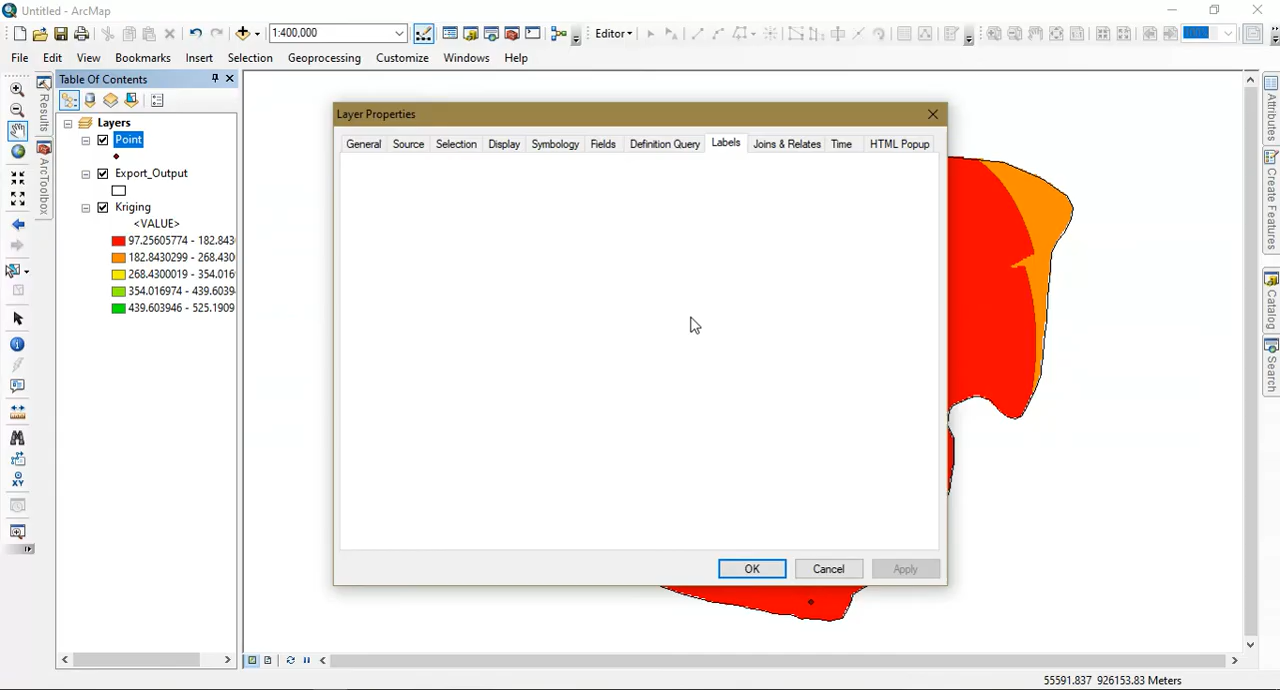 Untitled - ArcMap
1:400,000
Editor
File Edit View Bookmarks Insert Selection Geoprocessing Customize Windows Help
Table Of Contents
Results
ArcToolbox
Layers
Point
Export_Output
Kriging
<VALUE>
97.25605774 - 182.843
182.8430299 - 268.430
268.4300019 - 354.016
354.016974 - 439.603
439.603946 - 525.1909
Layer Properties
General Source Selection Display Symbology Fields Definition Query Labels Joins & Relates Time HTML Popup
OK Cancel Apply
Attributes
Create Features
Catalog
Search
XY
55591.837 926153.83 Meters